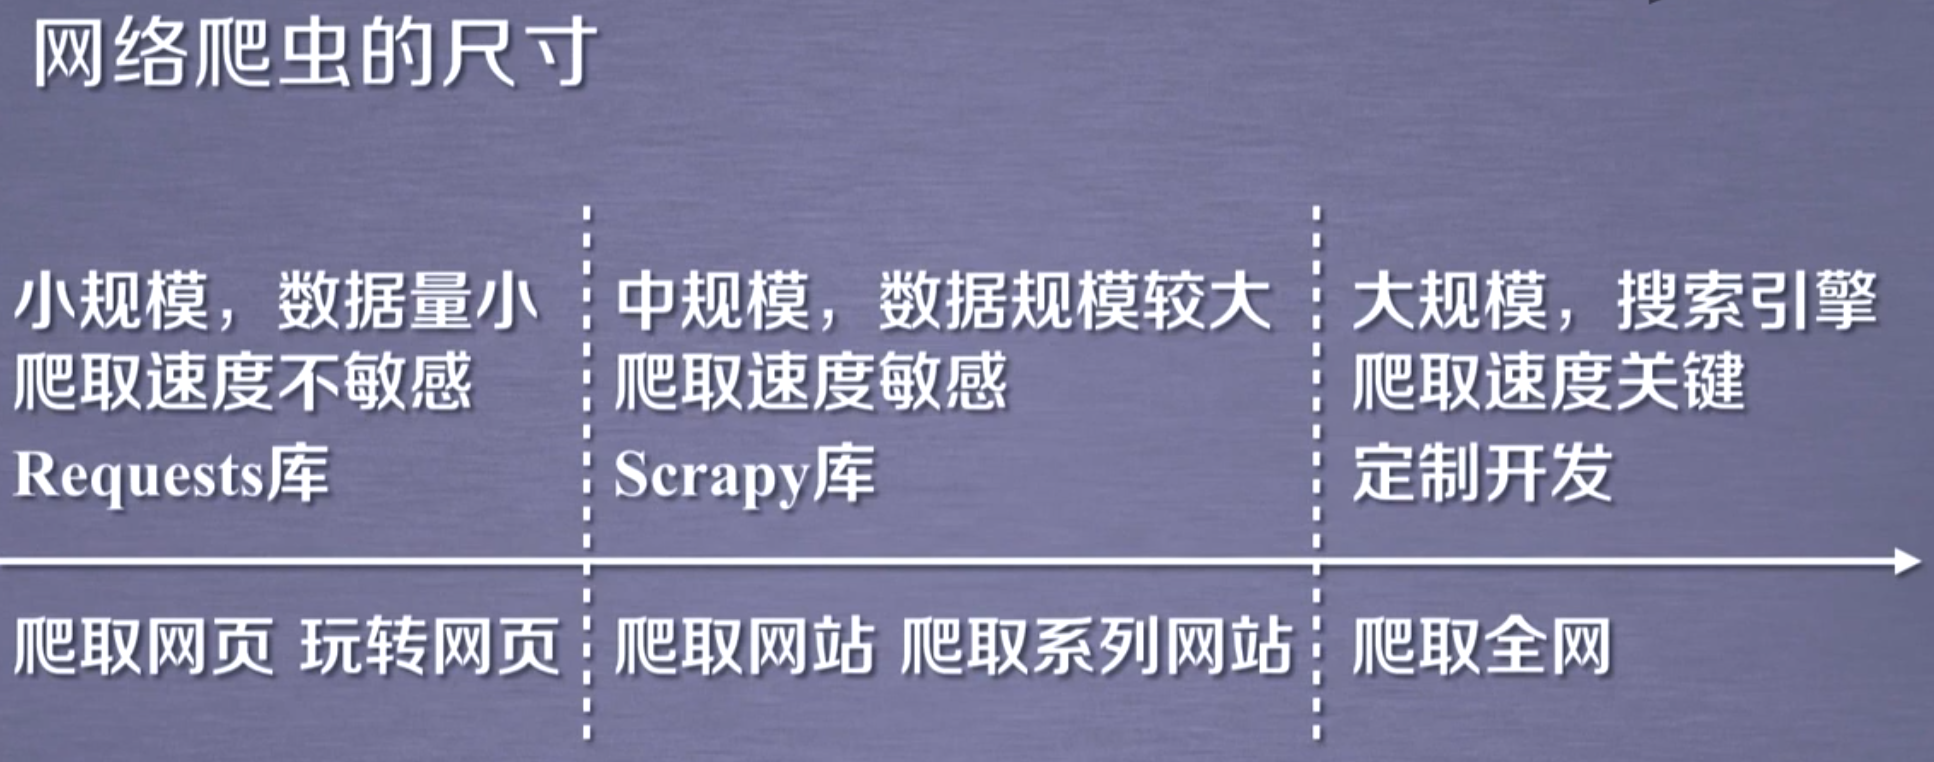 网络爬虫的尺寸
小规模，数据量小
爬取速度不敏感
Requests库
中规模，数据规模较大
爬取速度敏感
Scrapy库
大规模，搜索引擎
爬取速度关键
定制开发
爬取网页 玩转网页
爬取网站 爬取系列网站
爬取全网